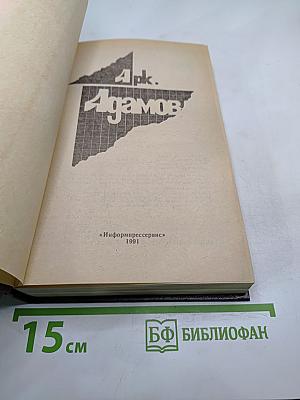 Арк.
Адамов
«Информпрессервис»
1991
15 см
БФ БИБЛИОФАН